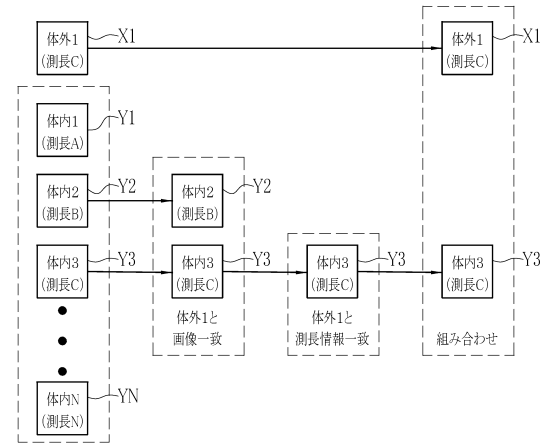 体外1
(測長C)
X1
体外1
(測長C)
X1
体内1
(測長A)
Y1
体内2
(測長B)
Y2
体内2
(測長B)
Y2
体内3
(測長C)
Y3
体内3
(測長C)
Y3
体内3
(測長C)
Y3
体内3
(測長C)
Y3
体外1と
画像一致
体外1と
測長情報一致
組み合わせ
体内N
(測長N)
YN